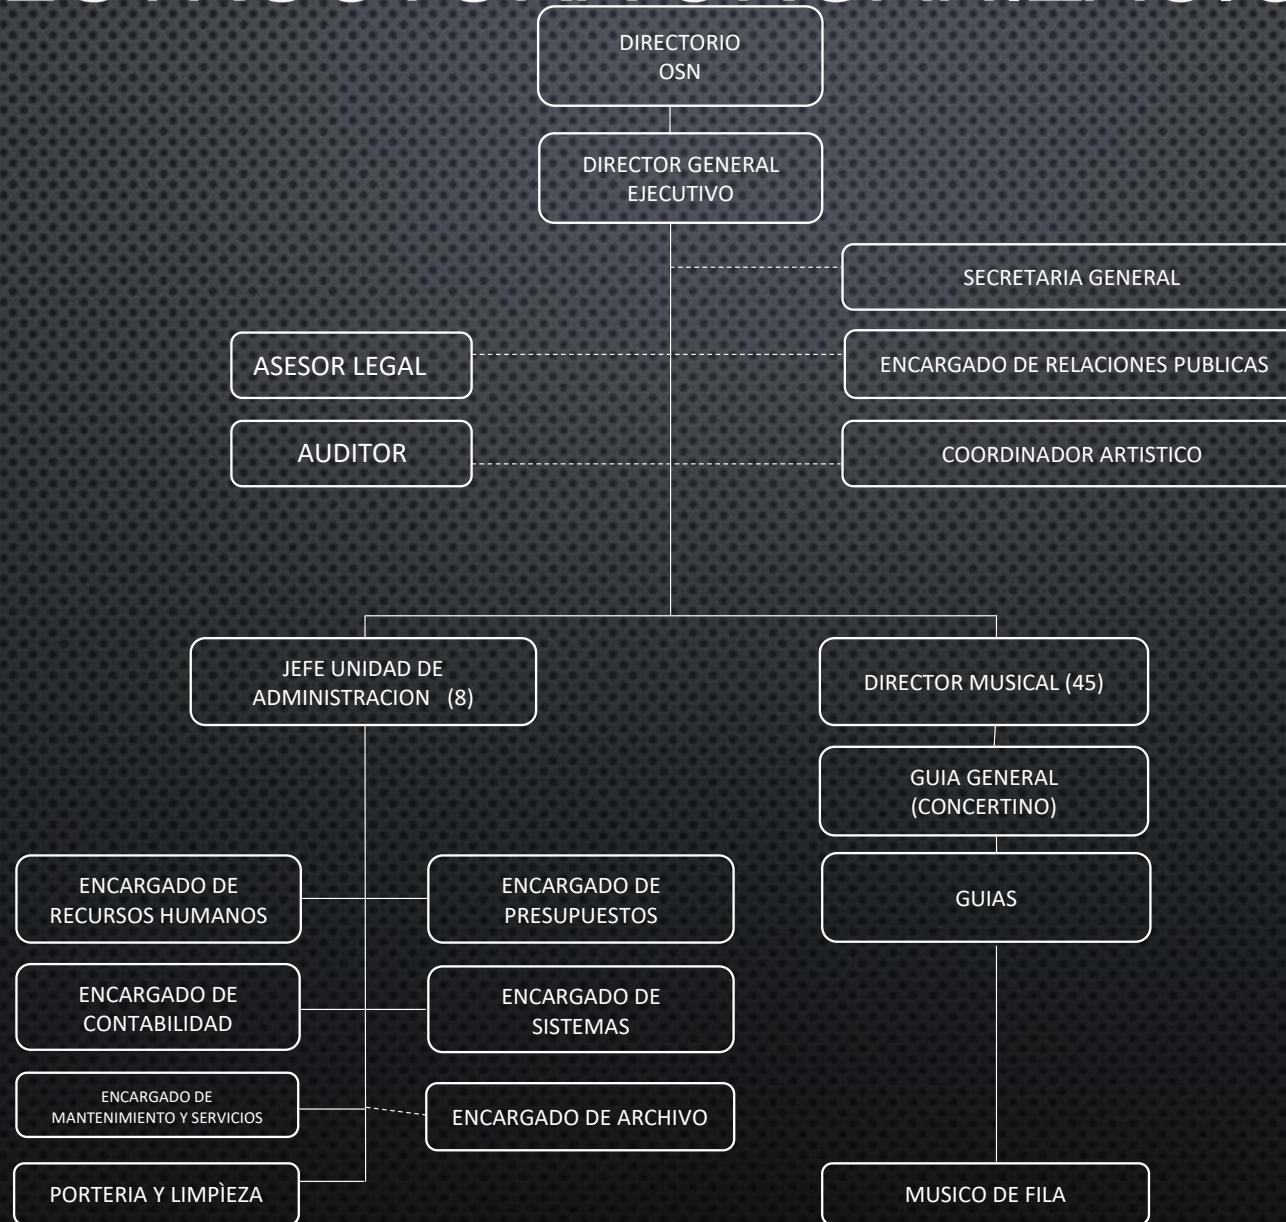 DIRECTORIO
OSN
DIRECTOR GENERAL
EJECUTIVO
SECRETARIA GENERAL
ASESOR LEGAL
ENCARGADO DE RELACIONES PUBLICAS
AUDITOR
COORDINADOR ARTISTICO
JEFE UNIDAD DE
ADMINISTRACION (8)
DIRECTOR MUSICAL (45)
GUIA GENERAL
(CONCERTINO)
ENCARGADO DE
RECURSOS HUMANOS
ENCARGADO DE
PRESUPUESTOS
GUIAS
ENCARGADO DE
CONTABILIDAD
ENCARGADO DE
SISTEMAS
ENCARGADO DE
MANTENIMIENTO Y SERVICIOS
ENCARGADO DE ARCHIVO
PORTERIA Y LIMPÌEZA
MUSICO DE FILA